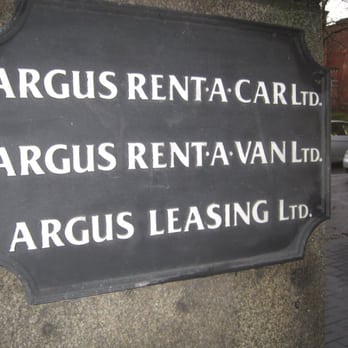 ARGUS RENT·A·CAR LTD.
ARGUS RENT·A·VAN LTD.
ARGUS LEASING LTD.